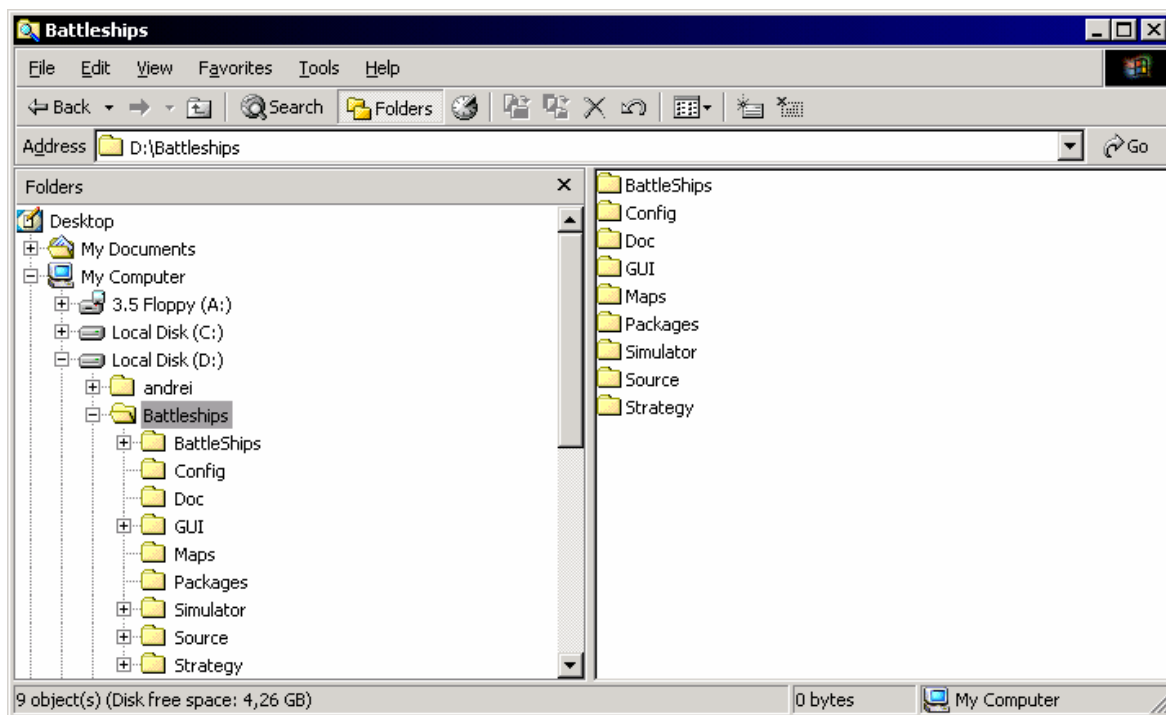 Battleships
File Edit View Favorites Tools Help
Back Search Folders
Address D:\Battleships Go
Folders
Desktop
My Documents
My Computer
3.5 Floppy (A:)
Local Disk (C:)
Local Disk (D:)
andrei
Battleships
BattleShips
Config
Doc
GUI
Maps
Packages
Simulator
Source
Strategy
BattleShips
Config
Doc
GUI
Maps
Packages
Simulator
Source
Strategy
9 object(s) (Disk free space: 4,26 GB) 0 bytes My Computer